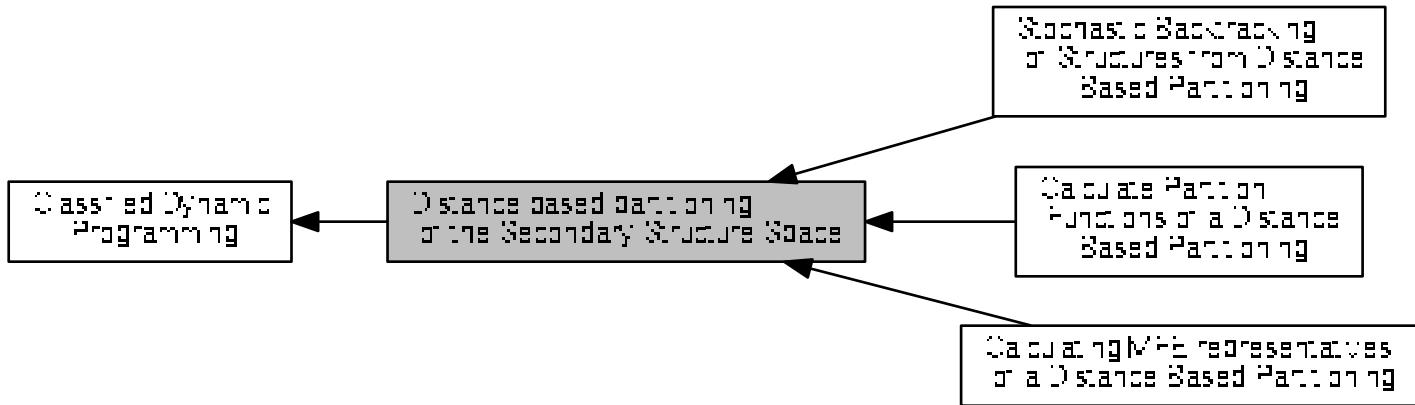 Classified Dynamic
Programming
Distance based partitioning
of the Secondary Structure Space
Stochastic Backtracking
of Structures from Distance
Based Partitioning
Calculate Partition
Functions of a Distance
Based Partitioning
Calculating MFE representatives
of a Distance Based Partitioning